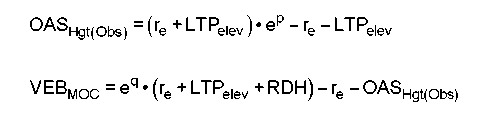 OAS_Hgt(Obs) = (r_e + LTP_elev) • e^p − r_e − LTP_elev
VEB_MOC = e^q • (r_e + LTP_elev + RDH) − r_e − OAS_Hgt(Obs)